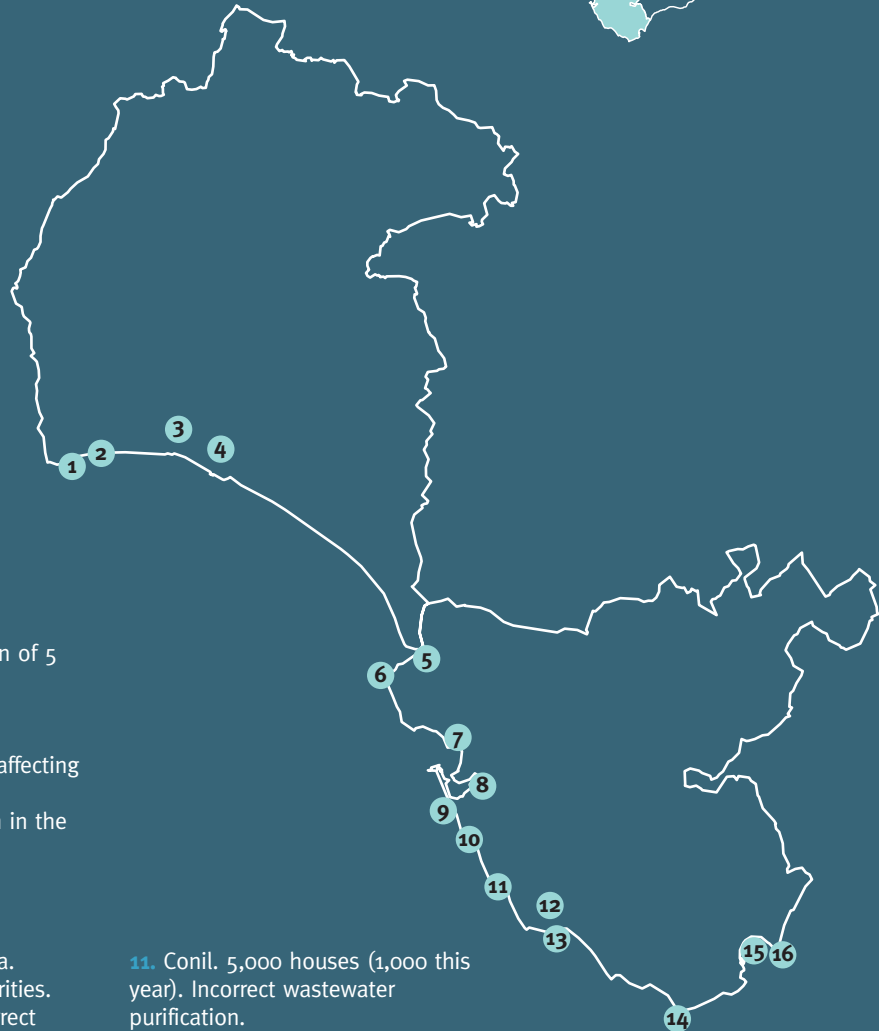 3
4
2
1
n of 5
5
6
7
affecting
8
n in the
9
10
11
12
13
15
16
14
a.
rities.
rect
11. Conil. 5,000 houses (1,000 this
year). Incorrect wastewater
purification.